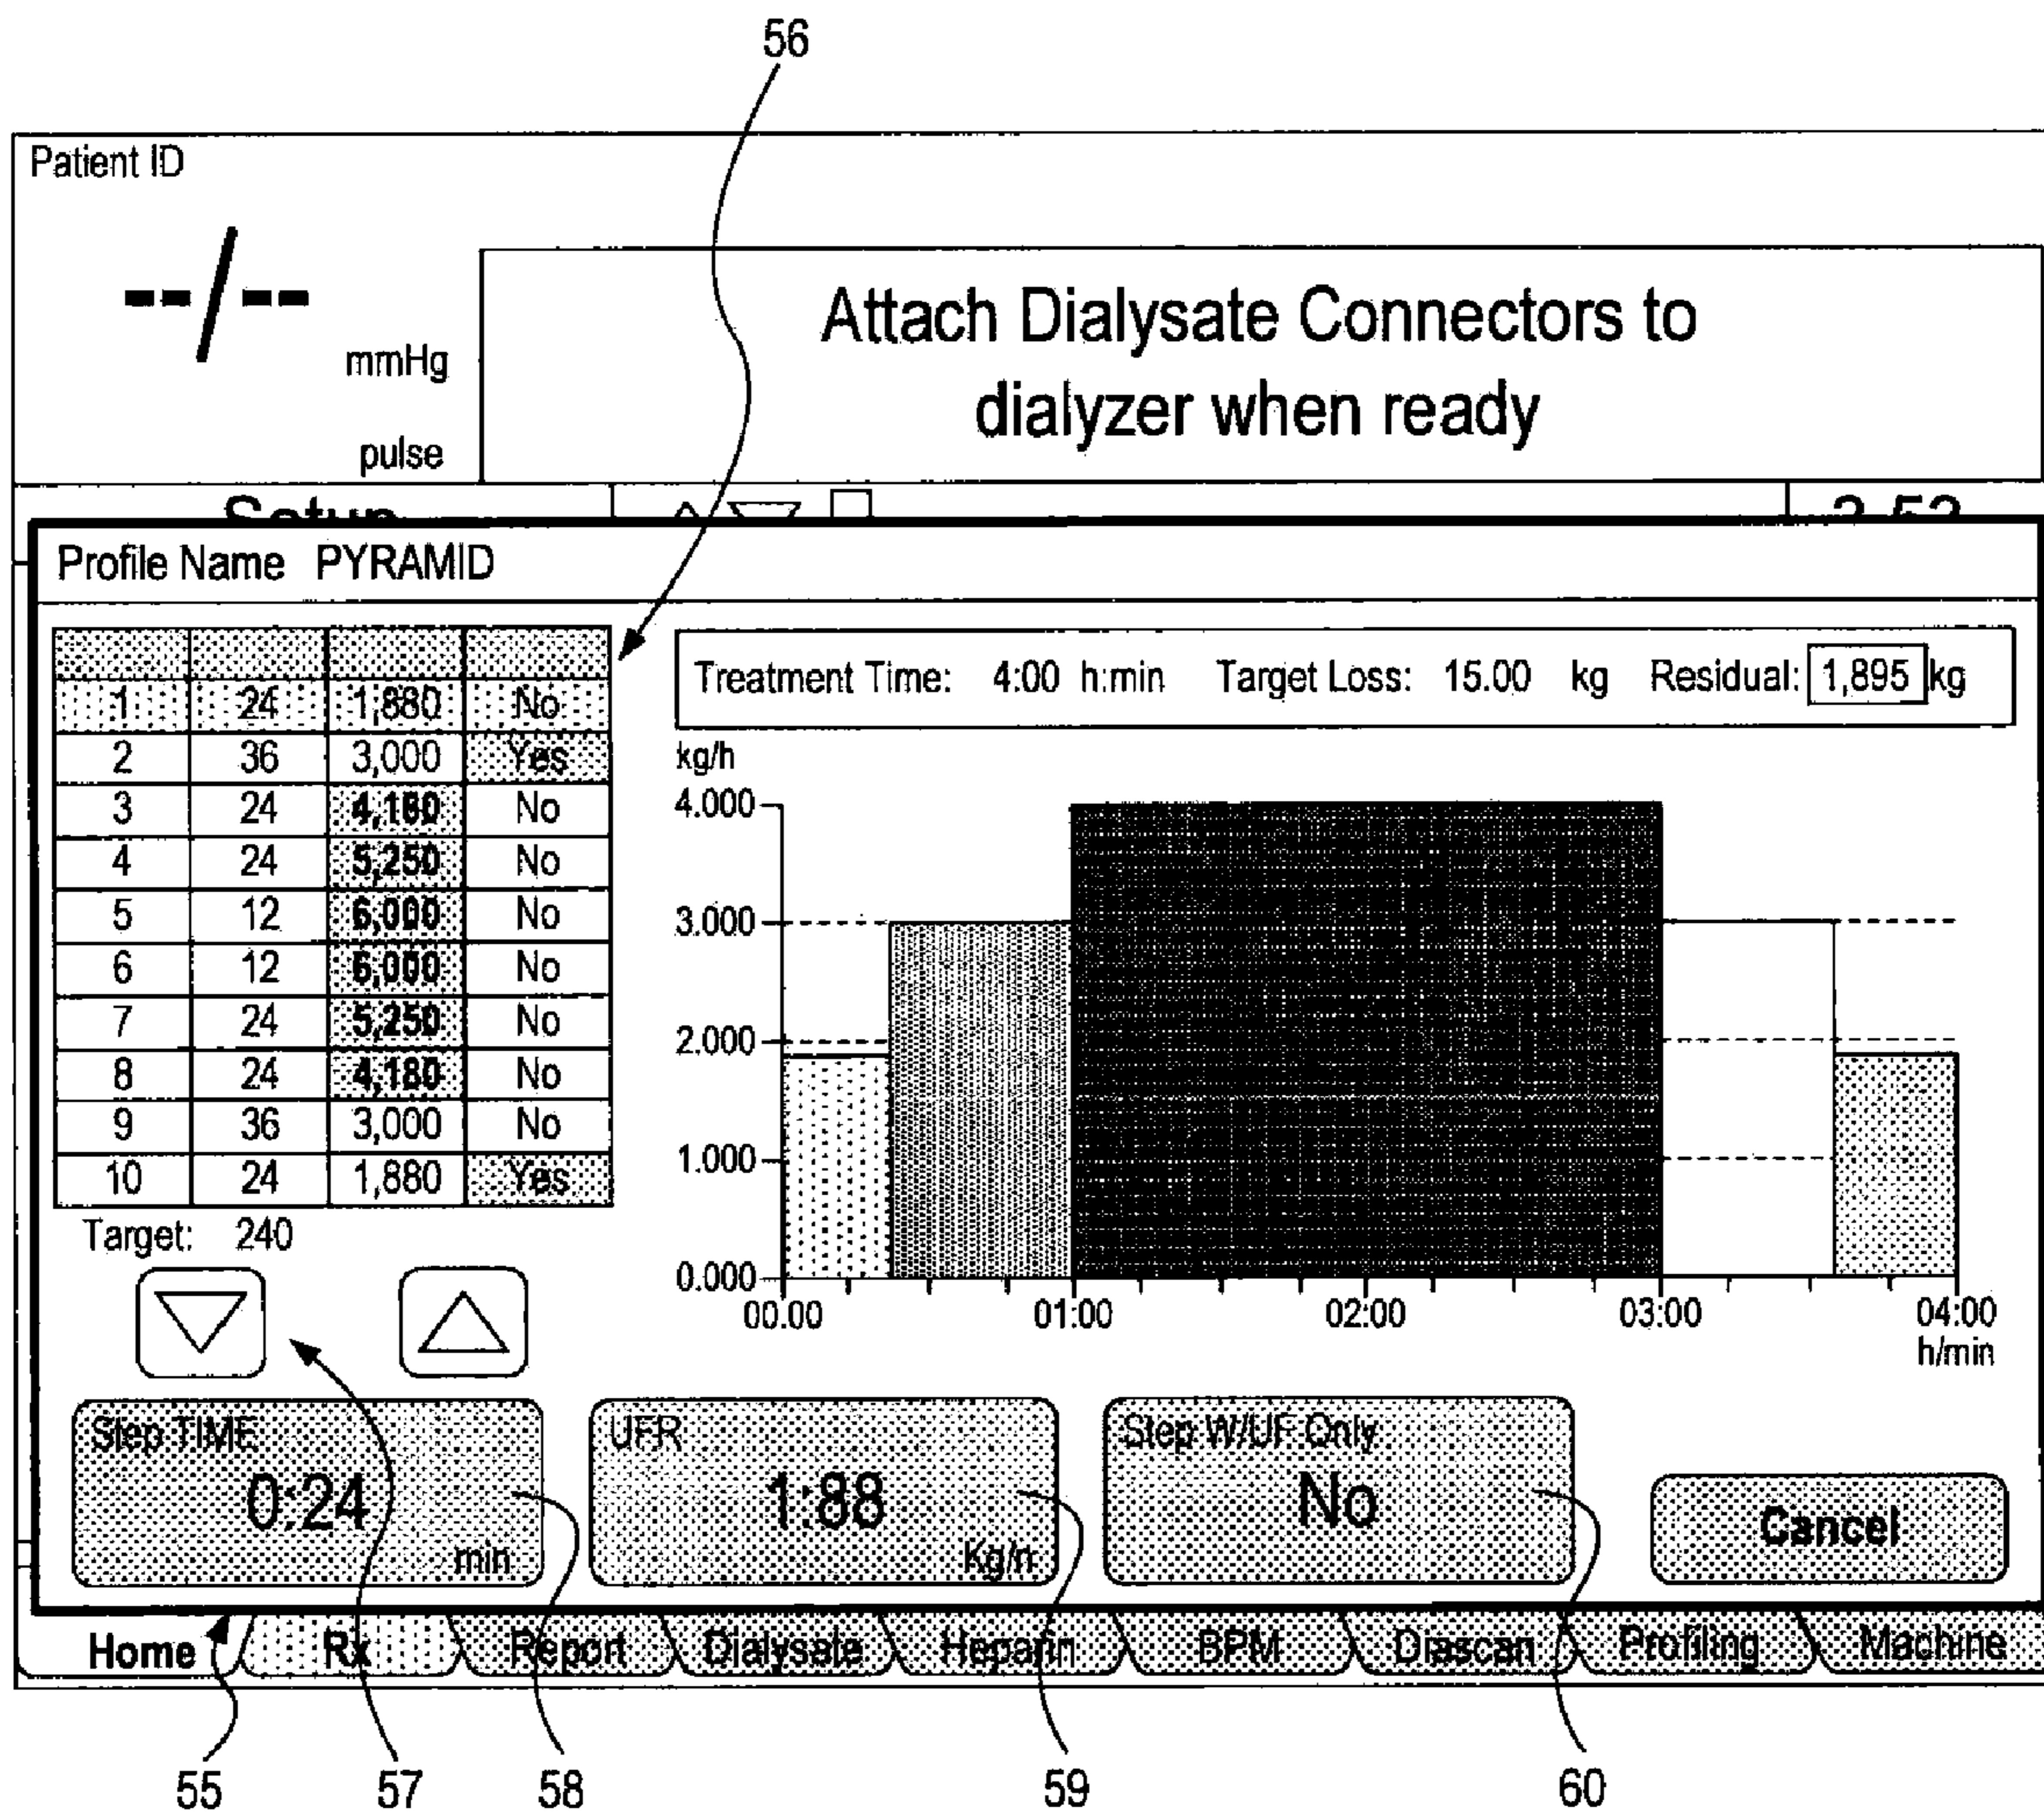 56
Patient ID
--/--
mmHg
pulse
Attach Dialysate Connectors to
dialyzer when ready
Setup
Profile Name PYRAMID
1 24 1,880 No
2 36 3,000 Yes
3 24 4,180 No
4 24 5,250 No
5 12 6,000 No
6 12 6,000 No
7 24 5,250 No
8 24 4,180 No
9 36 3,000 No
10 24 1,880 Yes
Target: 240
Treatment Time: 4:00 h:min Target Loss: 15.00 kg Residual: 1,895 kg
kg/h
4.000
3.000
2.000
1.000
0.000
00.00 01:00 02:00 03:00 04:00
h/min
Step TIME
0:24
min
UFR
1:88
Kg/n
Step W/UF Only
No
Cancel
Home Rx Report Dialysate Heparin BPM Diascan Profiling Machine
55 57 58 59 60